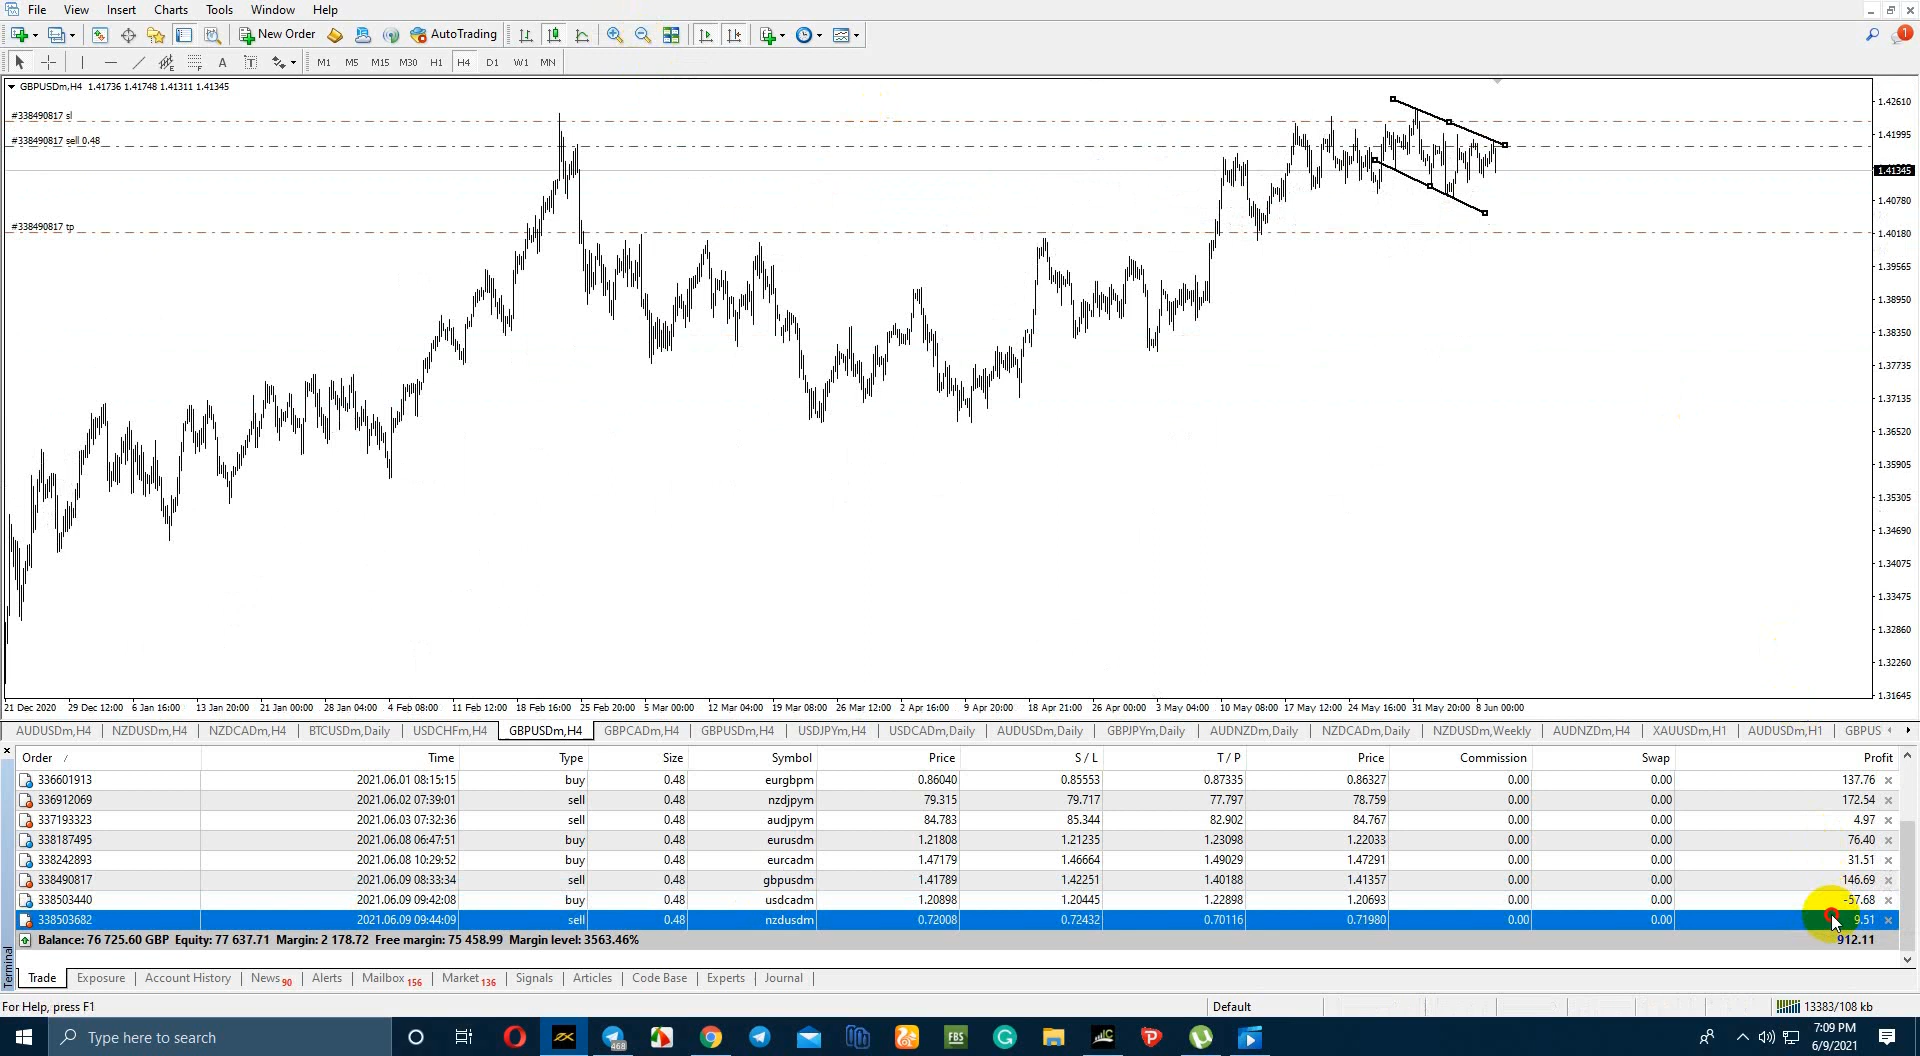 File View Insert Charts Tools Window Help
New Order AutoTrading 1
A T M1 M5 M15 M30 H1 H4 D1 W1 MN
GBPUSDm,H4 1.41736 1.41748 1.41311 1.41345
#338490817 sl
#338490817 sell 0.48
#338490817 tp
1.42610
1.41995
1.41345
1.40780
1.40180
1.39565
1.38950
1.38350
1.37735
1.37135
1.36520
1.35905
1.35305
1.34690
1.34075
1.33475
1.32860
1.32260
1.31645
21 Dec 2020 29 Dec 12:00 6 Jan 16:00 13 Jan 20:00 21 Jan 00:00 28 Jan 04:00 4 Feb 08:00 11 Feb 12:00 18 Feb 16:00 25 Feb 20:00 5 Mar 00:00 12 Mar 04:00 19 Mar 08:00 26 Mar 12:00 2 Apr 16:00 9 Apr 20:00 18 Apr 21:00 26 Apr 00:00 3 May 04:00 10 May 08:00 17 May 12:00 24 May 16:00 31 May 20:00 8 Jun 00:00
AUDUSDm,H4 NZDUSDm,H4 NZDCADm,H4 BTCUSDm,Daily USDCHFm,H4 GBPUSDm,H4 GBPCADm,H4 GBPUSDm,H4 USDJPYm,H4 USDCADm,Daily AUDUSDm,Daily GBPJPYm,Daily AUDNZDm,Daily NZDCADm,Daily NZDUSDm,Weekly AUDNZDm,H4 XAUUSDm,H1 AUDUSDm,H1 GBPUS
Order / Time Type Size Symbol Price S / L T / P Price Commission Swap Profit
336601913 2021.06.01 08:15:15 buy 0.48 eurgbpm 0.86040 0.85553 0.87335 0.86327 0.00 0.00 137.76
336912069 2021.06.02 07:39:01 sell 0.48 nzdjpym 79.315 79.717 77.797 78.759 0.00 0.00 172.54
337193323 2021.06.03 07:32:36 sell 0.48 audjpym 84.783 85.344 82.902 84.767 0.00 0.00 4.97
338187495 2021.06.08 06:47:51 buy 0.48 eurusdm 1.21808 1.21235 1.23098 1.22033 0.00 0.00 76.40
338242893 2021.06.08 10:29:52 buy 0.48 eurcadm 1.47179 1.46664 1.49029 1.47291 0.00 0.00 31.51
338490817 2021.06.09 08:33:34 sell 0.48 gbpusdm 1.41789 1.42251 1.40188 1.41357 0.00 0.00 146.69
338503440 2021.06.09 09:42:08 buy 0.48 usdcadm 1.20898 1.20445 1.22898 1.20693 0.00 0.00 -57.68
338503682 2021.06.09 09:44:09 sell 0.48 nzdusdm 0.72008 0.72432 0.70116 0.71980 0.00 0.00 9.51
Balance: 76 725.60 GBP Equity: 77 637.71 Margin: 2 178.72 Free margin: 75 458.99 Margin level: 3563.46% 912.11
Terminal
Trade Exposure Account History News 90 Alerts Mailbox 156 Market 136 Signals Articles Code Base Experts Journal
For Help, press F1 Default 13383/108 kb
Type here to search 468 FBS 7:09 PM
6/9/2021